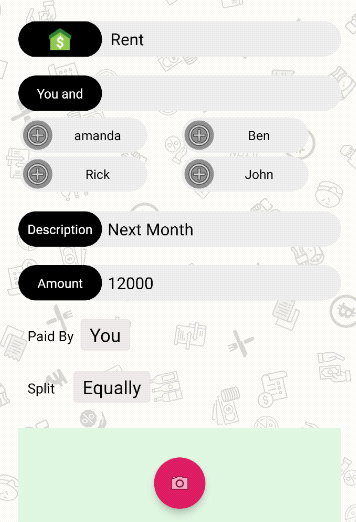 Rent
You and
amanda Ben
Rick John
Description Next Month
Amount 12000
Paid By You
Split Equally